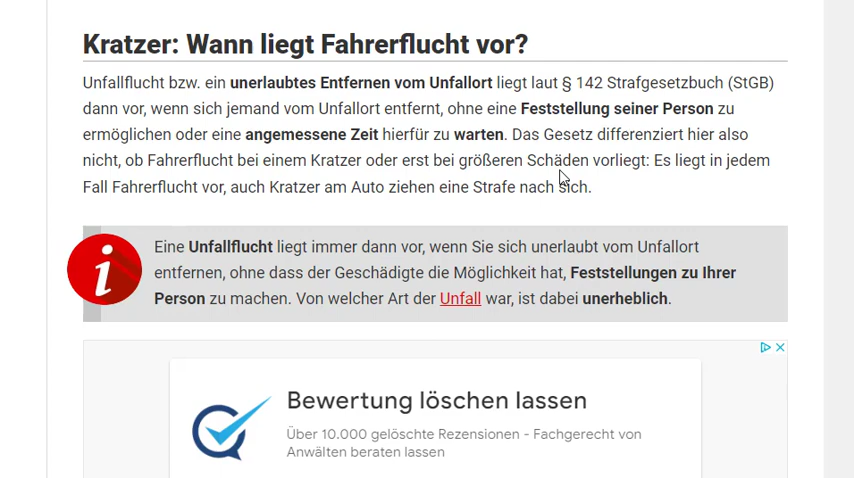 Kratzer: Wann liegt Fahrerflucht vor?
Unfallflucht bzw. ein unerlaubtes Entfernen vom Unfallort liegt laut § 142 Strafgesetzbuch (StGB)
dann vor, wenn sich jemand vom Unfallort entfernt, ohne eine Feststellung seiner Person zu
ermöglichen oder eine angemessene Zeit hierfür zu warten. Das Gesetz differenziert hier also
nicht, ob Fahrerflucht bei einem Kratzer oder erst bei größeren Schäden vorliegt: Es liegt in jedem
Fall Fahrerflucht vor, auch Kratzer am Auto ziehen eine Strafe nach sich.
Eine Unfallflucht liegt immer dann vor, wenn Sie sich unerlaubt vom Unfallort
entfernen, ohne dass der Geschädigte die Möglichkeit hat, Feststellungen zu Ihrer
Person zu machen. Von welcher Art der Unfall war, ist dabei unerheblich.
Bewertung löschen lassen
Über 10.000 gelöschte Rezensionen - Fachgerecht von
Anwälten beraten lassen